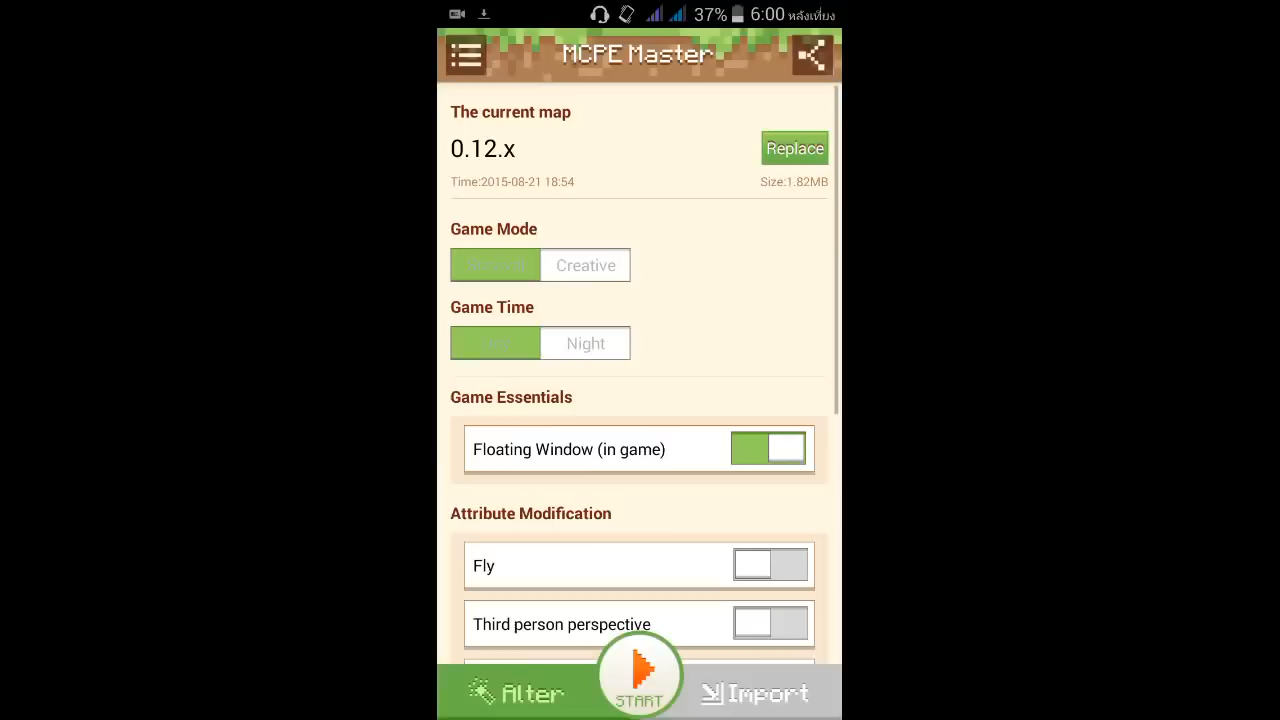 37% 6:00 หลังเที่ยง
MCPE Master
The current map
0.12.x
Replace
Time:2015-08-21 18:54
Size:1.82MB
Game Mode
Creative
Game Time
Day
Night
Game Essentials
Floating Window (in game)
Attribute Modification
Fly
Third person perspective
Alter
START
Import